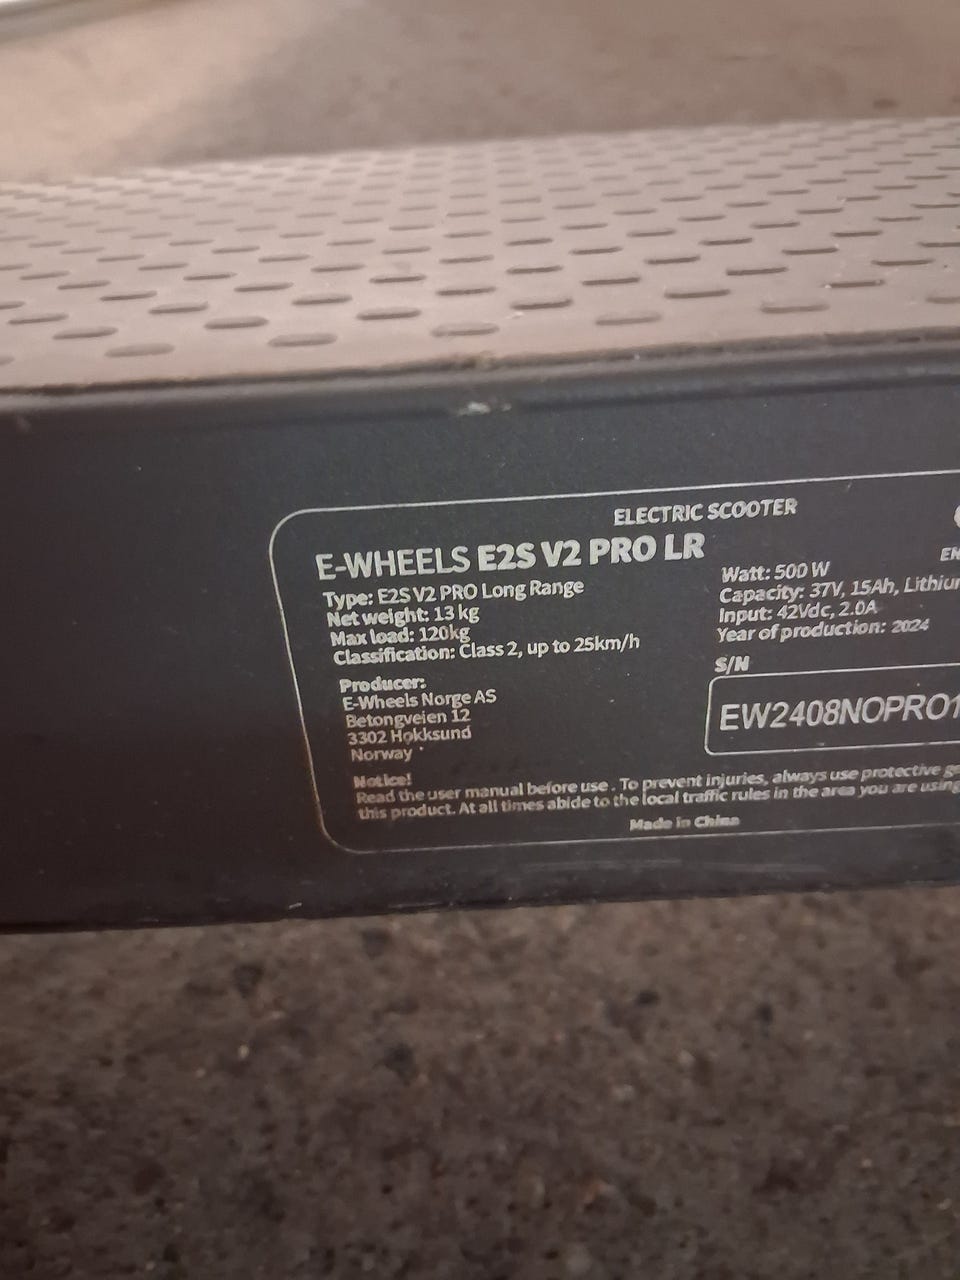 ELECTRIC SCOOTER
E-WHEELS E2S V2 PRO LR
Type: E2S V2 PRO Long Range
Net weight: 13 kg
Max load: 120kg
Classification: Class 2, up to 25km/h
Producer:
E-Wheels Norge AS
Betongveien 12
3302 Hokksund
Norway
EN
Watt: 500 W
Capacity: 37V, 15Ah, Lithiu
Input: 42Vdc, 2.0A
Year of production: 2024
S/N
EW2408NOPRO1
Notice!
Read the user manual before use. To prevent injuries, always use protective ge
this product. At all times abide to the local traffic rules in the area you are using
Made in China